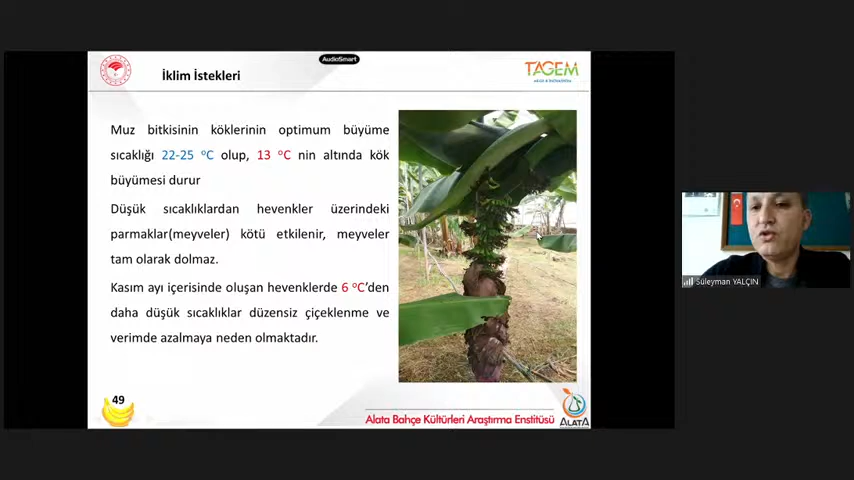 AudioSmart
İklim İstekleri
TAGEM
Muz bitkisinin köklerinin optimum büyüme
sıcaklığı 22-25 °C olup, 13 °C nin altında kök
büyümesi durur
Düşük sıcaklıklardan hevenkler üzerindeki
parmaklar(meyveler) kötü etkilenir, meyveler
tam olarak dolmaz.
Kasım ayı içerisinde oluşan hevenklerde 6 °C'den
daha düşük sıcaklıklar düzensiz çiçeklenme ve
verimde azalmaya neden olmaktadır.
Süleyman YALÇIN
49
Alata Bahçe Kültürleri Araştırma Enstitüsü
ALATA